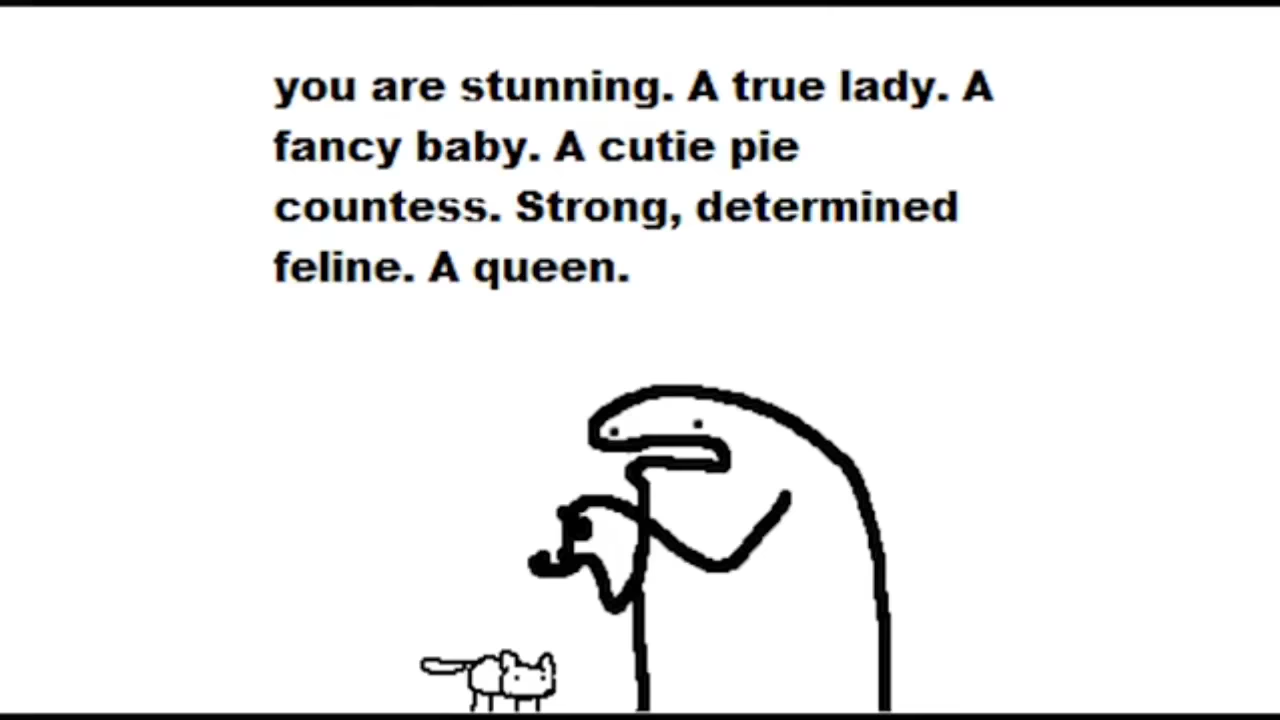 you are stunning. A true lady. A
fancy baby. A cutie pie
countess. Strong, determined
feline. A queen.